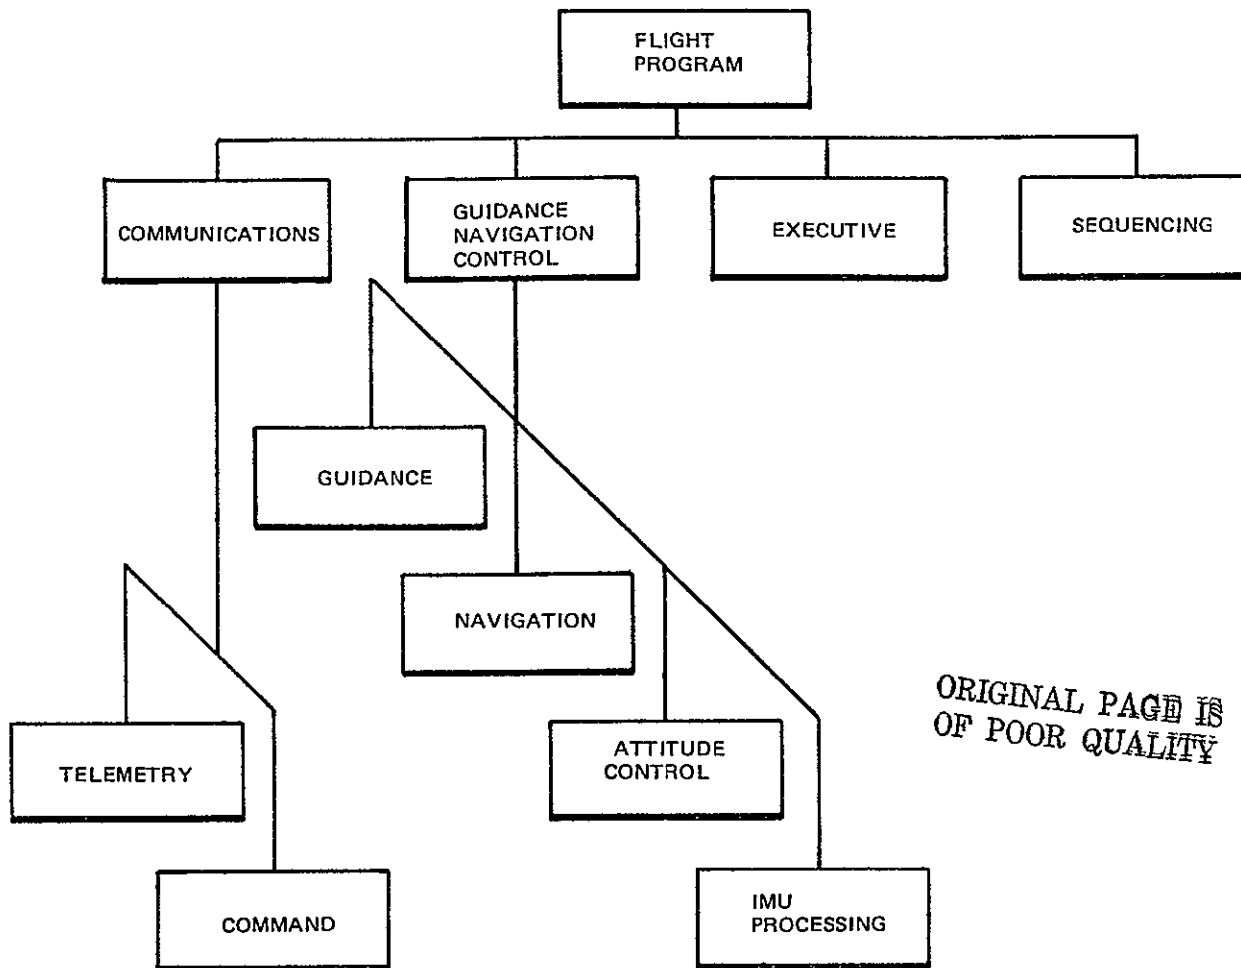 FLIGHT
PROGRAM
COMMUNICATIONS
GUIDANCE
NAVIGATION
CONTROL
EXECUTIVE
SEQUENCING
GUIDANCE
NAVIGATION
TELEMETRY
ATTITUDE
CONTROL
COMMAND
IMU
PROCESSING
ORIGINAL PAGE IS
OF POOR QUALITY